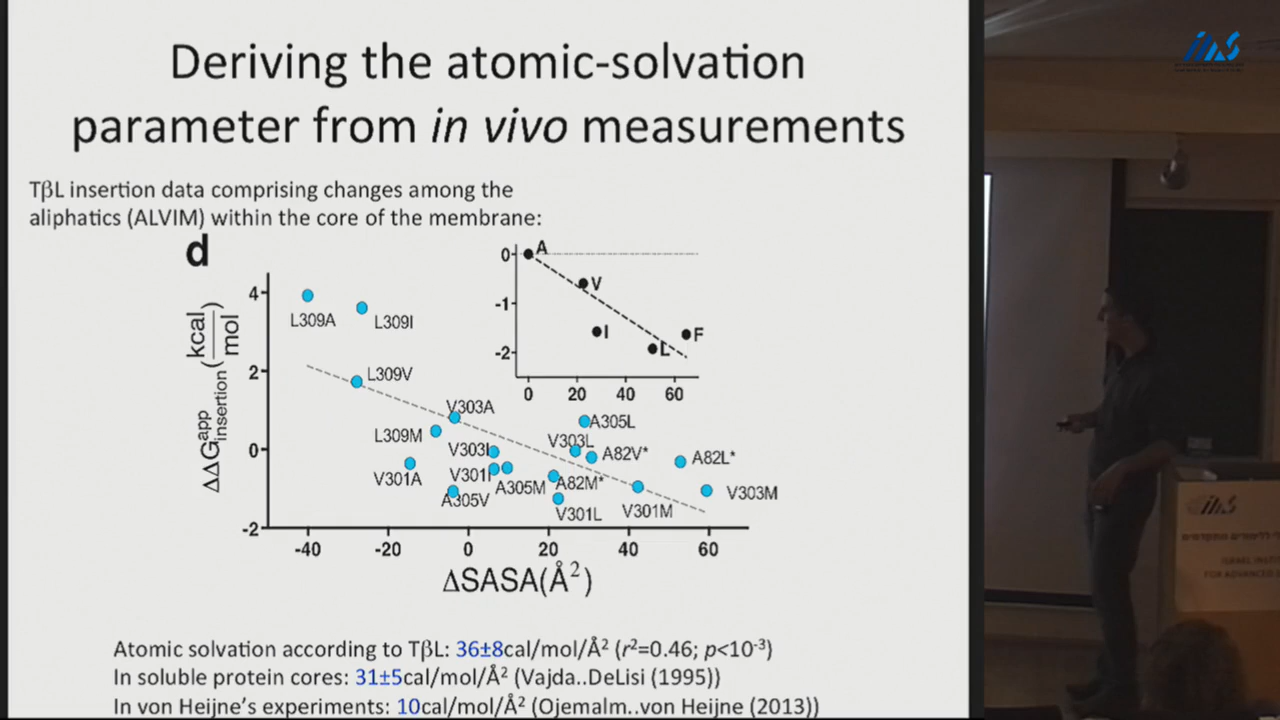 Deriving the atomic-solvation
parameter from in vivo measurements
TβL insertion data comprising changes among the
aliphatics (ALVIM) within the core of the membrane:
d
ΔΔG app insertion (kcal/mol)
4
2
0
-2
-40 -20 0 20 40 60
ΔSASA(Å²)
L309A
L309I
L309V
V303A
L309M
V303I
V301A
V301I
A305M
A305V
A305L
V303L
A82V*
A82M*
A82L*
V301L
V301M
V303M
0
-1
-2
0 20 40 60
A
V
I
L
F
Atomic solvation according to TβL: 36±8cal/mol/Å² (r²=0.46; p<10⁻³)
In soluble protein cores: 31±5cal/mol/Å² (Vajda..DeLisi (1995))
In von Heijne's experiments: 10cal/mol/Å² (Ojemalm..von Heijne (2013))
IIAS
IIAS
FOR ADVANCED